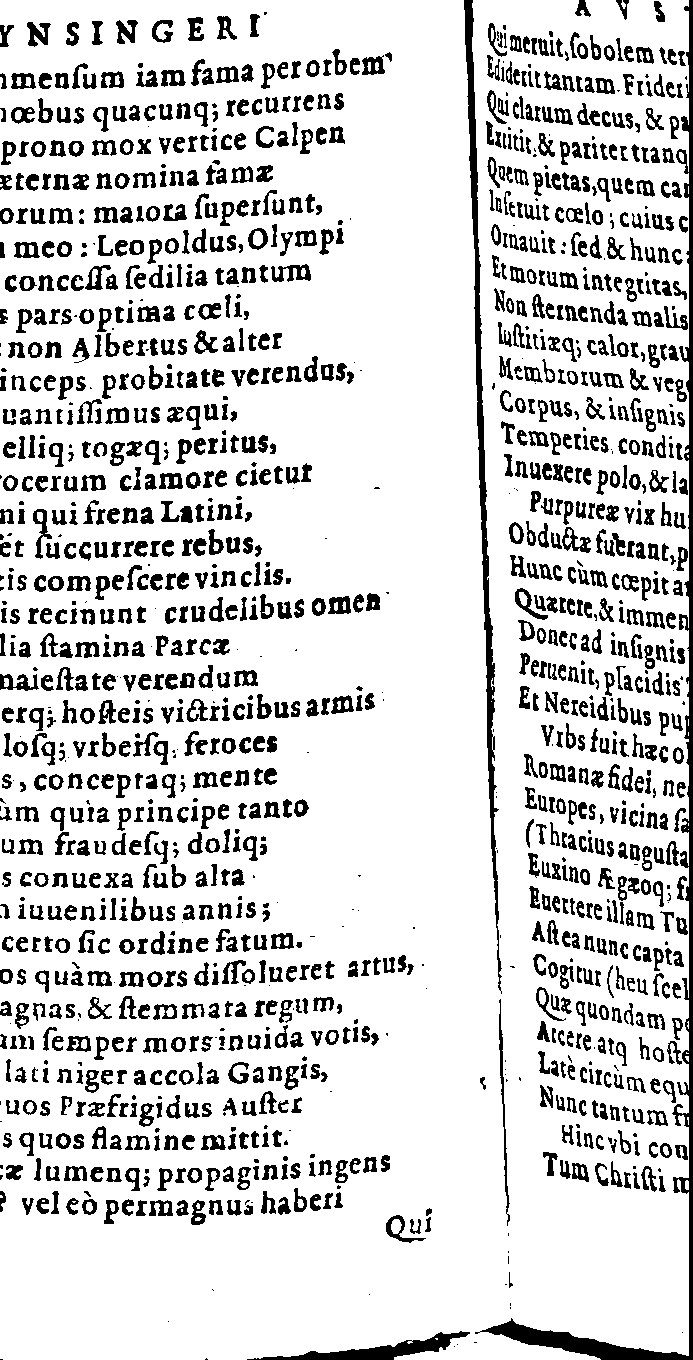 YNSINGERI
mmenſum iam fama per orbem
hœbus quacunq; recurrens
prono mox vertice Calpen
æternæ nomina famæ
orum: maiora ſuperſunt,
meo : Leopoldus, Olympi
conceſſa ſedilia tantum
s pars optima cœli,
non Albertus & alter
inceps probitate verendus,
uantiſſimus æqui,
elliq; togæq; peritus,
rocerum clamore cietur
ni qui frena Latini,
et ſuccurrere rebus,
cis compeſcere vinclis.
is recinunt crudelibus omen
lia ſtamina Parcæ
maieſtate verendum
erq; hoſteis victricibus armis
loſq; vrbeiſq; feroces
s, conceptaq; mente
ùm quia principe tanto
um fraudeſq; doliq;
s conuexa ſub alta
n iuuenilibus annis;
certo ſic ordine fatum.
os quàm mors diſſolueret artus,
agnas, & ſtemmata regum,
um ſemper mors inuida votis,
lati niger accola Gangis,
quos Præfrigidus Auſter
s quos flamine mittit.
cæ lumenq; propaginis ingens
? vel eò permagnus haberi
Qui
AVS
Qui meruit, ſobolem ter
Ediderit tantam. Frideri
Qui clarum decus, & pa
Extitit, & pariter tranq
Quem pietas, quem car
Inſeruit cœlo; cuius c
Ornauit: ſed & hunc
Et morum integritas,
Non ſternenda malis
Iuſtitiæq; calor, grau
Membrorum & veg
Corpus, & inſignis
Temperies condita
Inuexere polo, & la
Purpureæ vix hu
Obductæ fuerant, p
Hunc cùm cœpit a
Quærere, & immen
Donec ad inſignis
Peruenit, placidis
Et Nereidibus pu
Vrbs fuit hæc o
Romanæ fidei, ne
Europes, vicina ſa
(Thracius anguſta
Euxino Ægæoq; f
Euertere illam Tu
Aſt ea nunc capta
Cogitur (heu ſcel
Quæ quondam po
Arcere atq hoſte
Latè circùm equ
Nunc tantum fr
Hinc vbi con
Tum Chriſti m